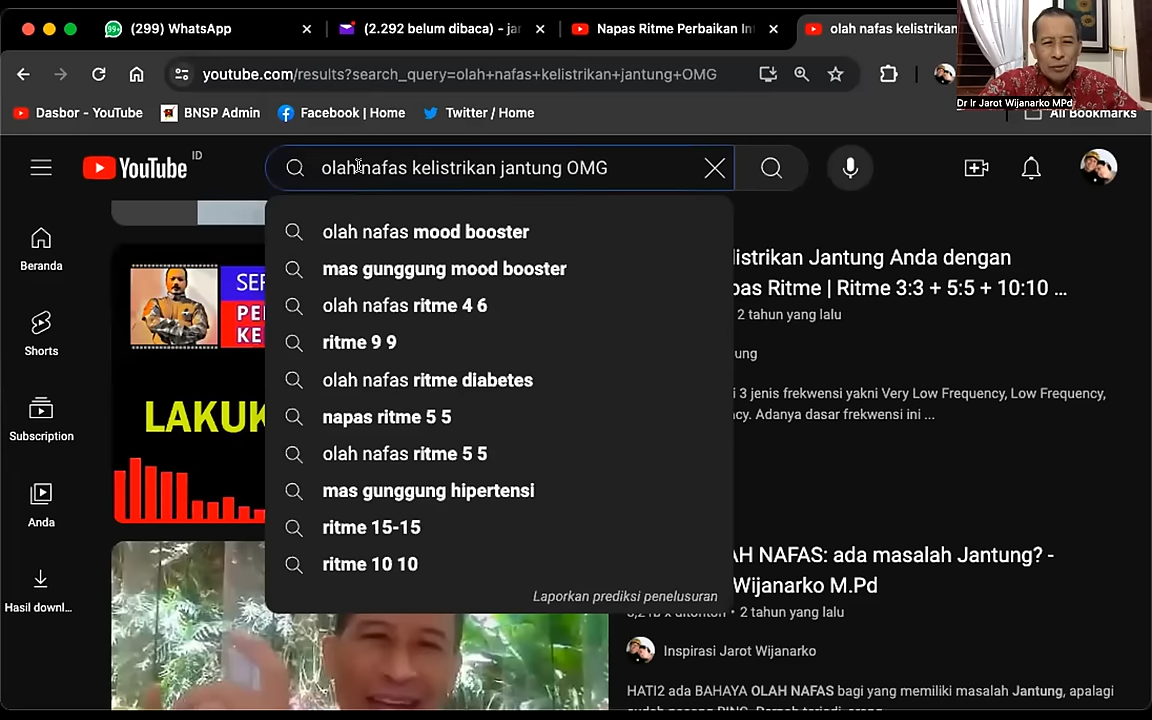 (299) WhatsApp
(2.292 belum dibaca) - jar
Napas Ritme Perbaikan Int
olah nafas kelistrikan
youtube.com/results?search_query=olah+nafas+kelistrikan+jantung+OMG
Dr Ir Jarot Wijanarko MPd
Dasbor - YouTube
BNSP Admin
Facebook | Home
Twitter / Home
All Bookmarks
YouTube ID
olah nafas kelistrikan jantung OMG
olah nafas mood booster
mas gunggung mood booster
olah nafas ritme 4 6
ritme 9 9
olah nafas ritme diabetes
napas ritme 5 5
olah nafas ritme 5 5
mas gunggung hipertensi
ritme 15-15
ritme 10 10
Laporkan prediksi penelusuran
Beranda
Shorts
Subscription
Anda
Hasil downl...
SER
PE
KE
LAKUK
listrikan Jantung Anda dengan
pas Ritme | Ritme 3:3 + 5:5 + 10:10 ...
2 tahun yang lalu
ung
i 3 jenis frekwensi yakni Very Low Frequency, Low Frequency,
cy. Adanya dasar frekwensi ini ...
AH NAFAS: ada masalah Jantung? -
Wijanarko M.Pd
• 2 tahun yang lalu
Inspirasi Jarot Wijanarko
HATI2 ada BAHAYA OLAH NAFAS bagi yang memiliki masalah Jantung, apalagi